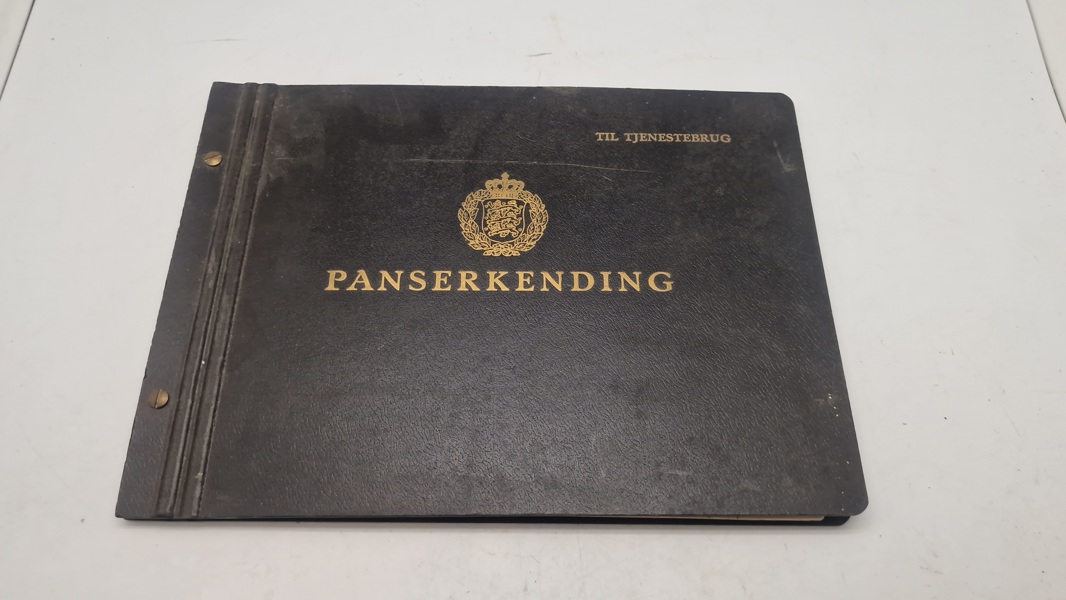 TIL TJENESTEBRUG
PANSERKENDING